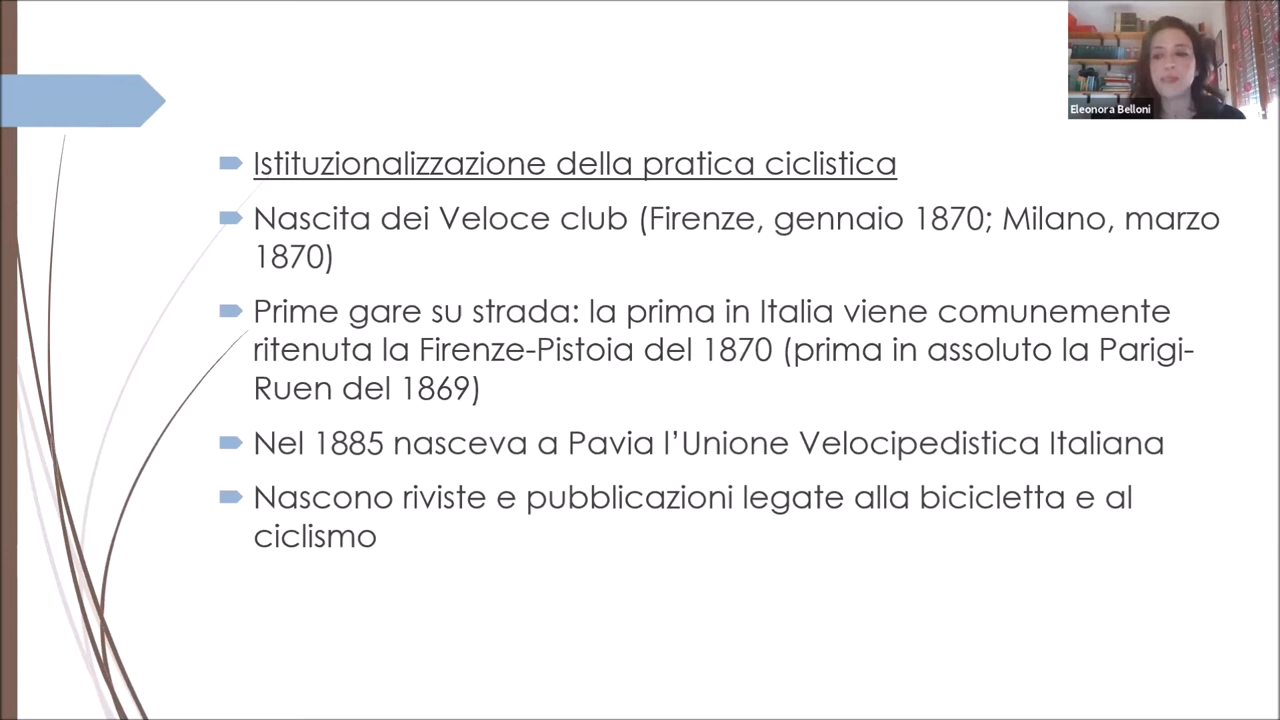 Eleonora Belloni
Istituzionalizzazione della pratica ciclistica
Nascita dei Veloce club (Firenze, gennaio 1870; Milano, marzo
1870)
Prime gare su strada: la prima in Italia viene comunemente
ritenuta la Firenze-Pistoia del 1870 (prima in assoluto la Parigi-
Ruen del 1869)
Nel 1885 nasceva a Pavia l’Unione Velocipedistica Italiana
Nascono riviste e pubblicazioni legate alla bicicletta e al
ciclismo